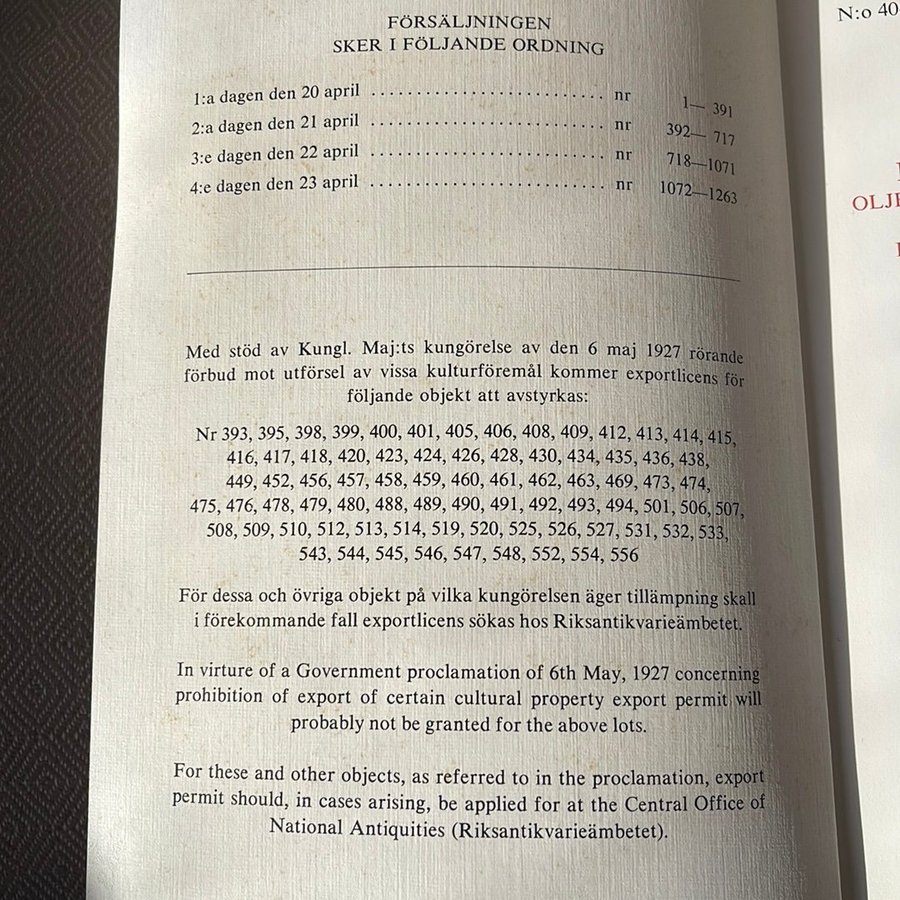 FÖRSÄLJNINGEN
SKER I FÖLJANDE ORDNING
1:a dagen den 20 april ........................... nr 1— 391
2:a dagen den 21 april ........................... nr 392— 717
3:e dagen den 22 april ........................... nr 718—1071
4:e dagen den 23 april ........................... nr 1072—1263
Med stöd av Kungl. Maj:ts kungörelse av den 6 maj 1927 rörande
förbud mot utförsel av vissa kulturföremål kommer exportlicens för
följande objekt att avstyrkas:
Nr 393, 395, 398, 399, 400, 401, 405, 406, 408, 409, 412, 413, 414, 415,
416, 417, 418, 420, 423, 424, 426, 428, 430, 434, 435, 436, 438,
449, 452, 456, 457, 458, 459, 460, 461, 462, 463, 469, 473, 474,
475, 476, 478, 479, 480, 488, 489, 490, 491, 492, 493, 494, 501, 506, 507,
508, 509, 510, 512, 513, 514, 519, 520, 525, 526, 527, 531, 532, 533,
543, 544, 545, 546, 547, 548, 552, 554, 556
För dessa och övriga objekt på vilka kungörelsen äger tillämpning skall
i förekommande fall exportlicens sökas hos Riksantikvarieämbetet.
In virture of a Government proclamation of 6th May, 1927 concerning
prohibition of export of certain cultural property export permit will
probably not be granted for the above lots.
For these and other objects, as referred to in the proclamation, export
permit should, in cases arising, be applied for at the Central Office of
National Antiquities (Riksantikvarieämbetet).
N:o 40